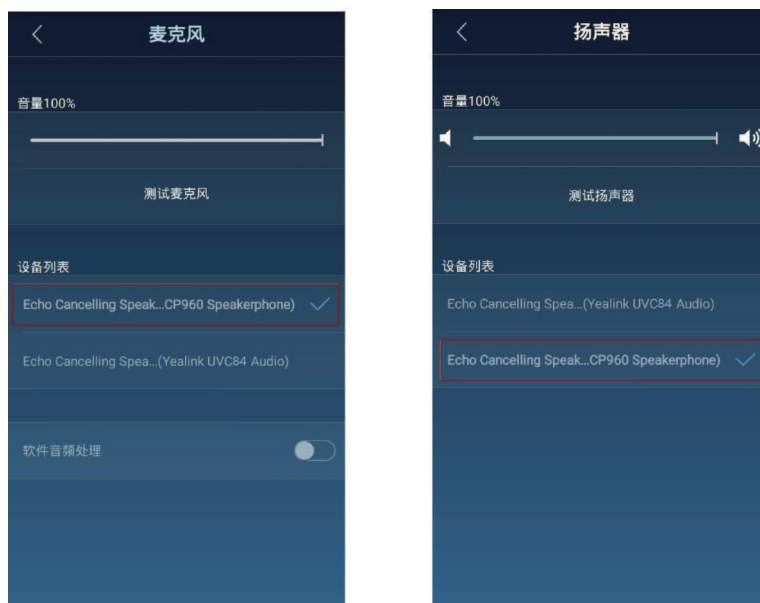 麦克风
音量100%
测试麦克风
设备列表
Echo Cancelling Speak...CP960 Speakerphone)
Echo Cancelling Spea...(Yealink UVC84 Audio)
软件音频处理
扬声器
音量100%
测试扬声器
设备列表
Echo Cancelling Spea...(Yealink UVC84 Audio)
Echo Cancelling Speak...CP960 Speakerphone)